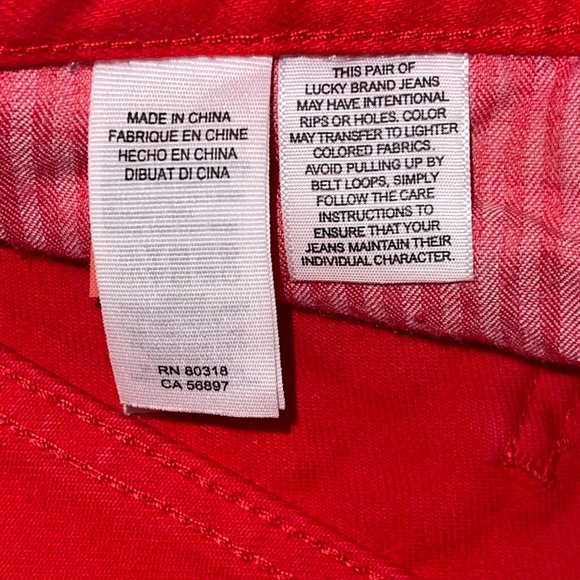 MADE IN CHINA
FABRIQUE EN CHINE
HECHO EN CHINA
DIBUAT DI CINA
RN 80318
CA 56897
THIS PAIR OF
LUCKY BRAND JEANS
MAY HAVE INTENTIONAL
RIPS OR HOLES. COLOR
MAY TRANSFER TO LIGHTER
COLORED FABRICS.
AVOID PULLING UP BY
BELT LOOPS, SIMPLY
FOLLOW THE CARE
INSTRUCTIONS TO
ENSURE THAT YOUR
JEANS MAINTAIN THEIR
INDIVIDUAL CHARACTER.